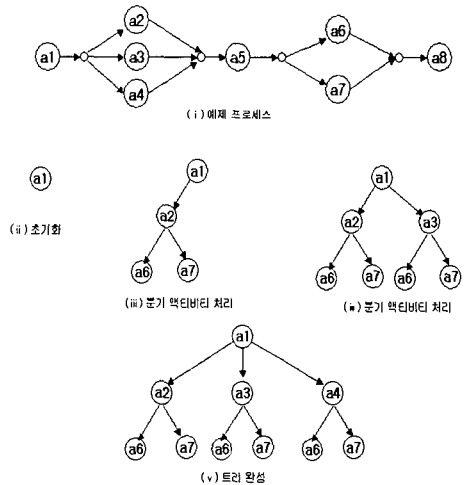 a1 a2 a3 a4 a5 a6 a7 a8
(ⅰ)예제 프로세스
a1
(ⅱ)초기화
a1
a2
a6 a7
(ⅲ)분기 액티비티 처리
a1
a2 a3
a6 a7 a6 a7
(ⅳ)분기 액티비티 처리
a1
a2 a3 a4
a6 a7 a6 a7 a6 a7
(ⅴ)트리 완성